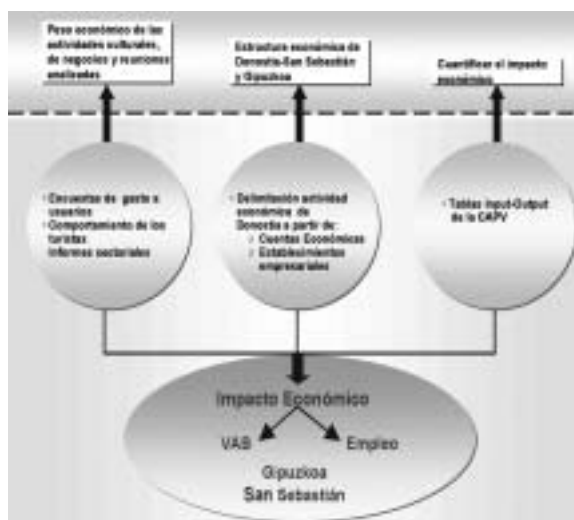 Peso económico de las
actividades culturales,
de negocios y reuniones
analizadas
Estructura económica de
Donostia-San Sebastián
y Gipuzkoa
Cuantificar el impacto
económico
Encuestas de gasto a
usuarios
Comportamiento de los
turistas
Informes sectoriales
Delimitación actividad
económica de
Donostia a partir de:
Cuentas Económicas
Establecimientos
empresariales
Tablas Input-Output
de la CAPV
Impacto Económico
VAB Empleo
Gipuzkoa
San Sebastián